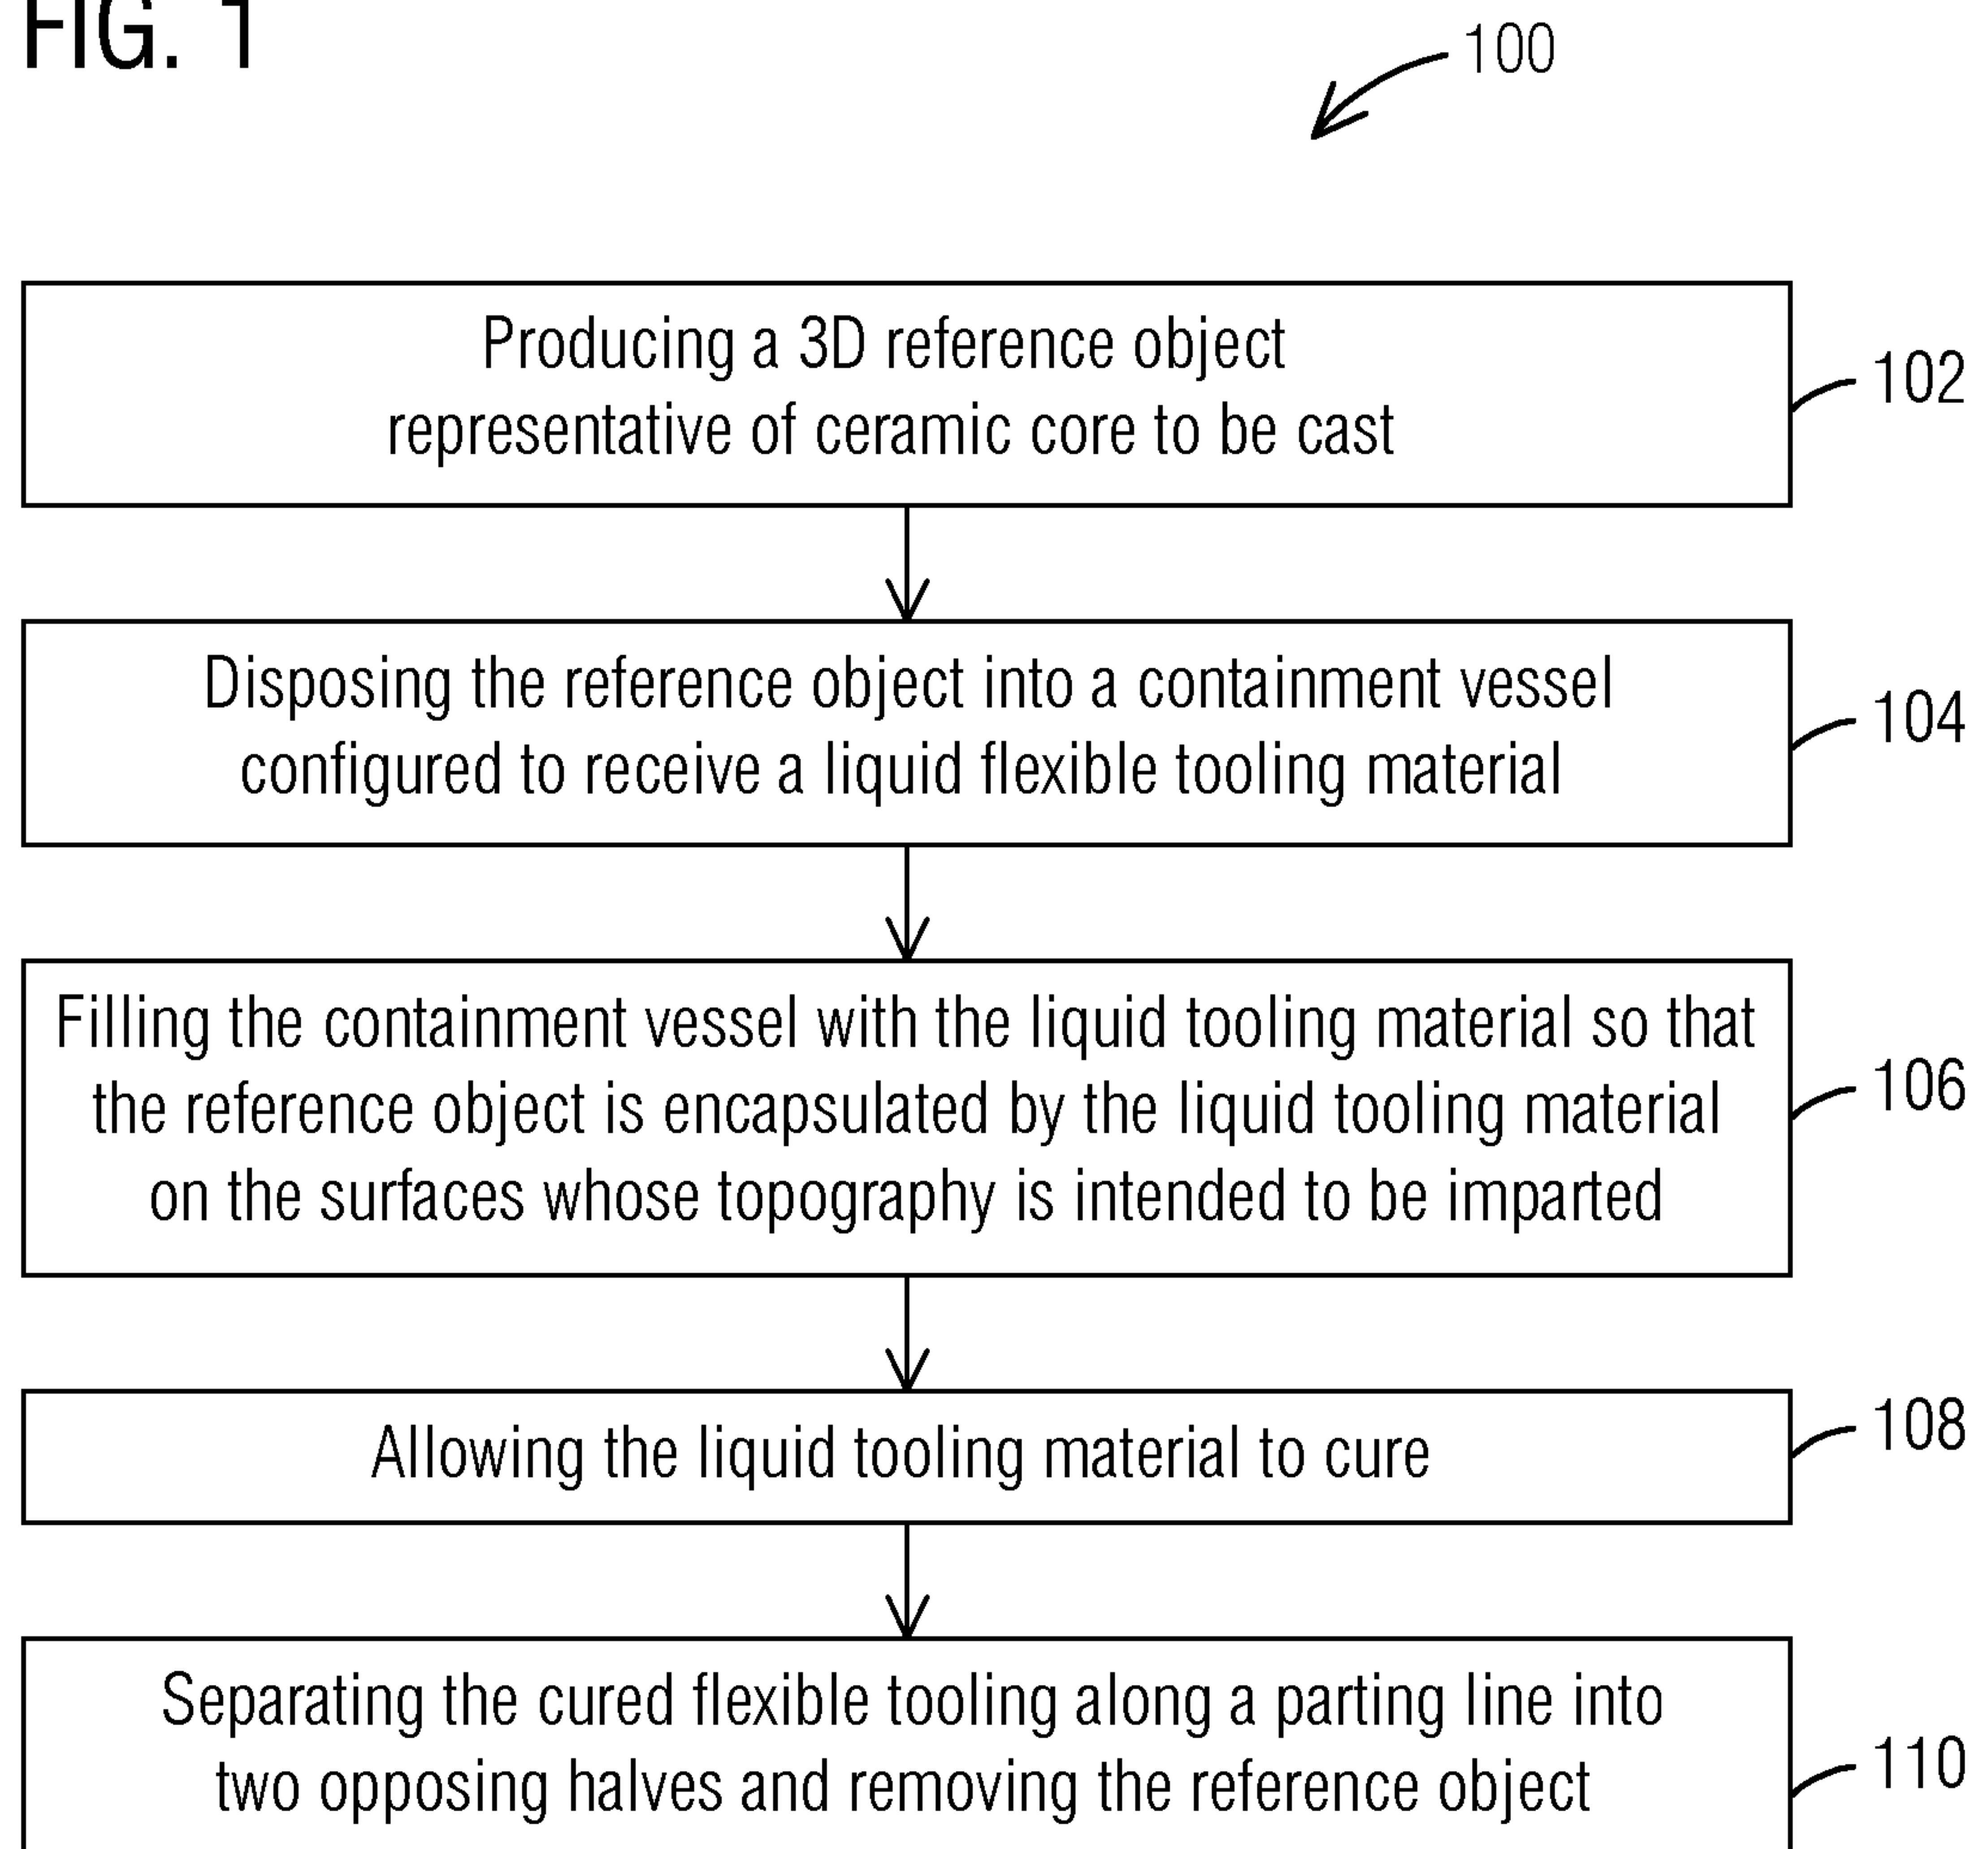 FIG. 1
100
Producing a 3D reference object
representative of ceramic core to be cast
102
Disposing the reference object into a containment vessel
configured to receive a liquid flexible tooling material
104
Filling the containment vessel with the liquid tooling material so that
the reference object is encapsulated by the liquid tooling material
on the surfaces whose topography is intended to be imparted
106
Allowing the liquid tooling material to cure
108
Separating the cured flexible tooling along a parting line into
two opposing halves and removing the reference object
110